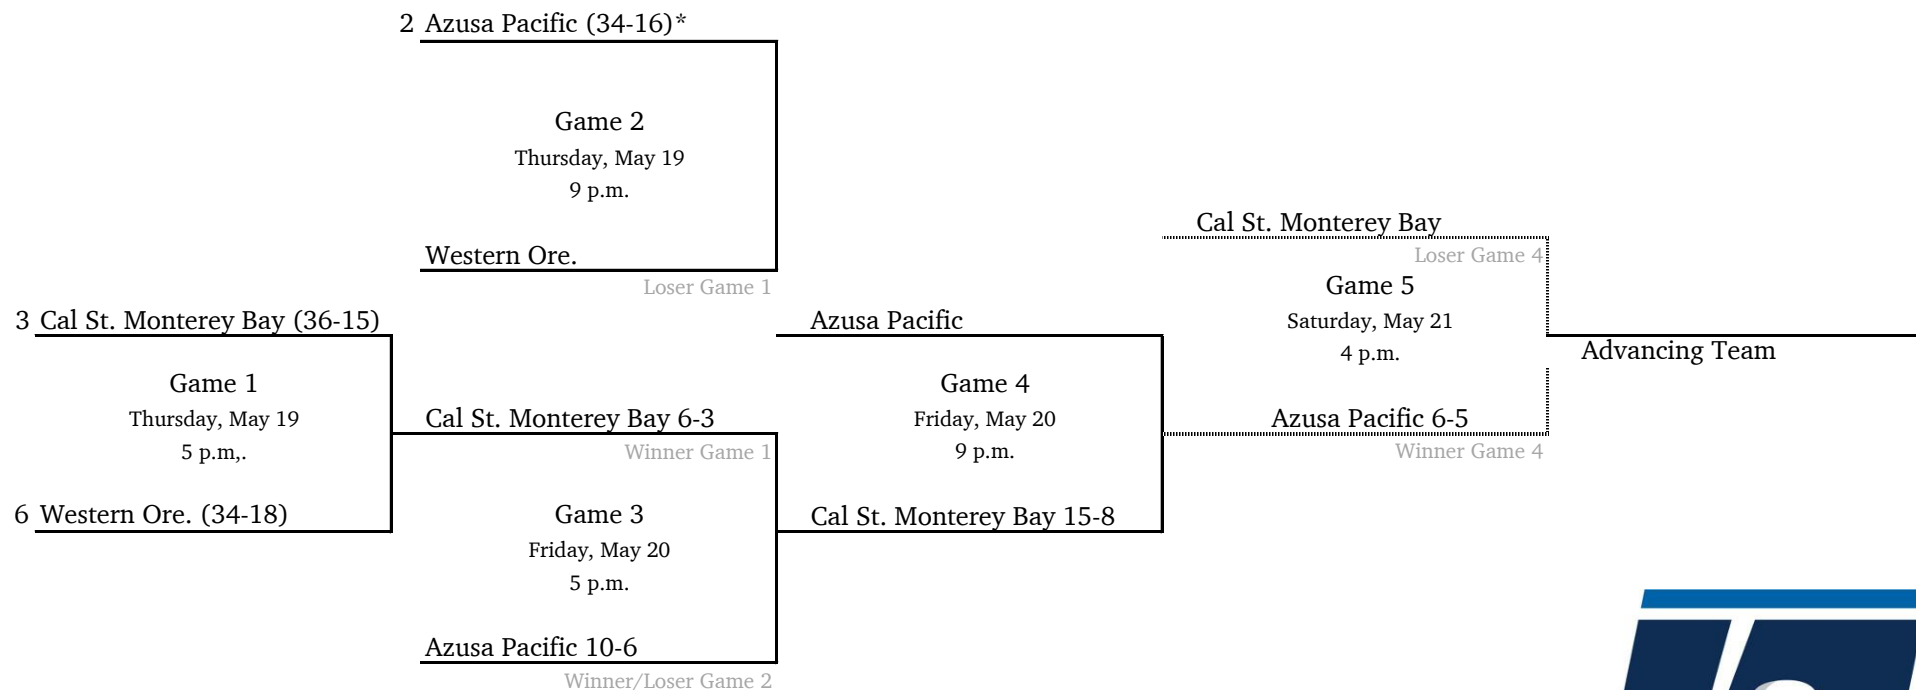 2 Azusa Pacific (34-16)*
Game 2
Thursday, May 19
9 p.m.
Western Ore.
Loser Game 1
3 Cal St. Monterey Bay (36-15)
Game 1
Thursday, May 19
5 p.m,.
6 Western Ore. (34-18)
Cal St. Monterey Bay 6-3
Winner Game 1
Game 3
Friday, May 20
5 p.m.
Azusa Pacific 10-6
Winner/Loser Game 2
Azusa Pacific
Game 4
Friday, May 20
9 p.m.
Cal St. Monterey Bay 15-8
Cal St. Monterey Bay
Loser Game 4
Game 5
Saturday, May 21
4 p.m.
Azusa Pacific 6-5
Winner Game 4
Advancing Team